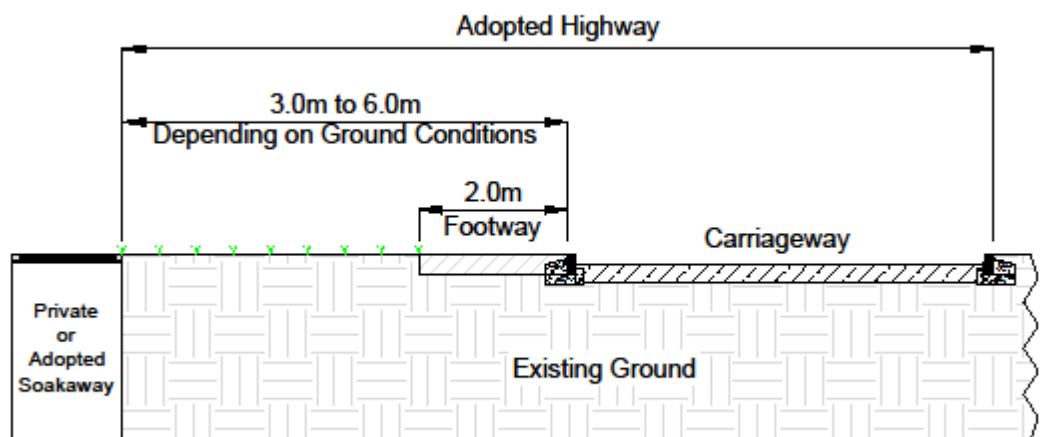 Adopted Highway
3.0m to 6.0m
Depending on Ground Conditions
2.0m
Footway
Carriageway
Private
or
Adopted
Soakaway
Existing Ground